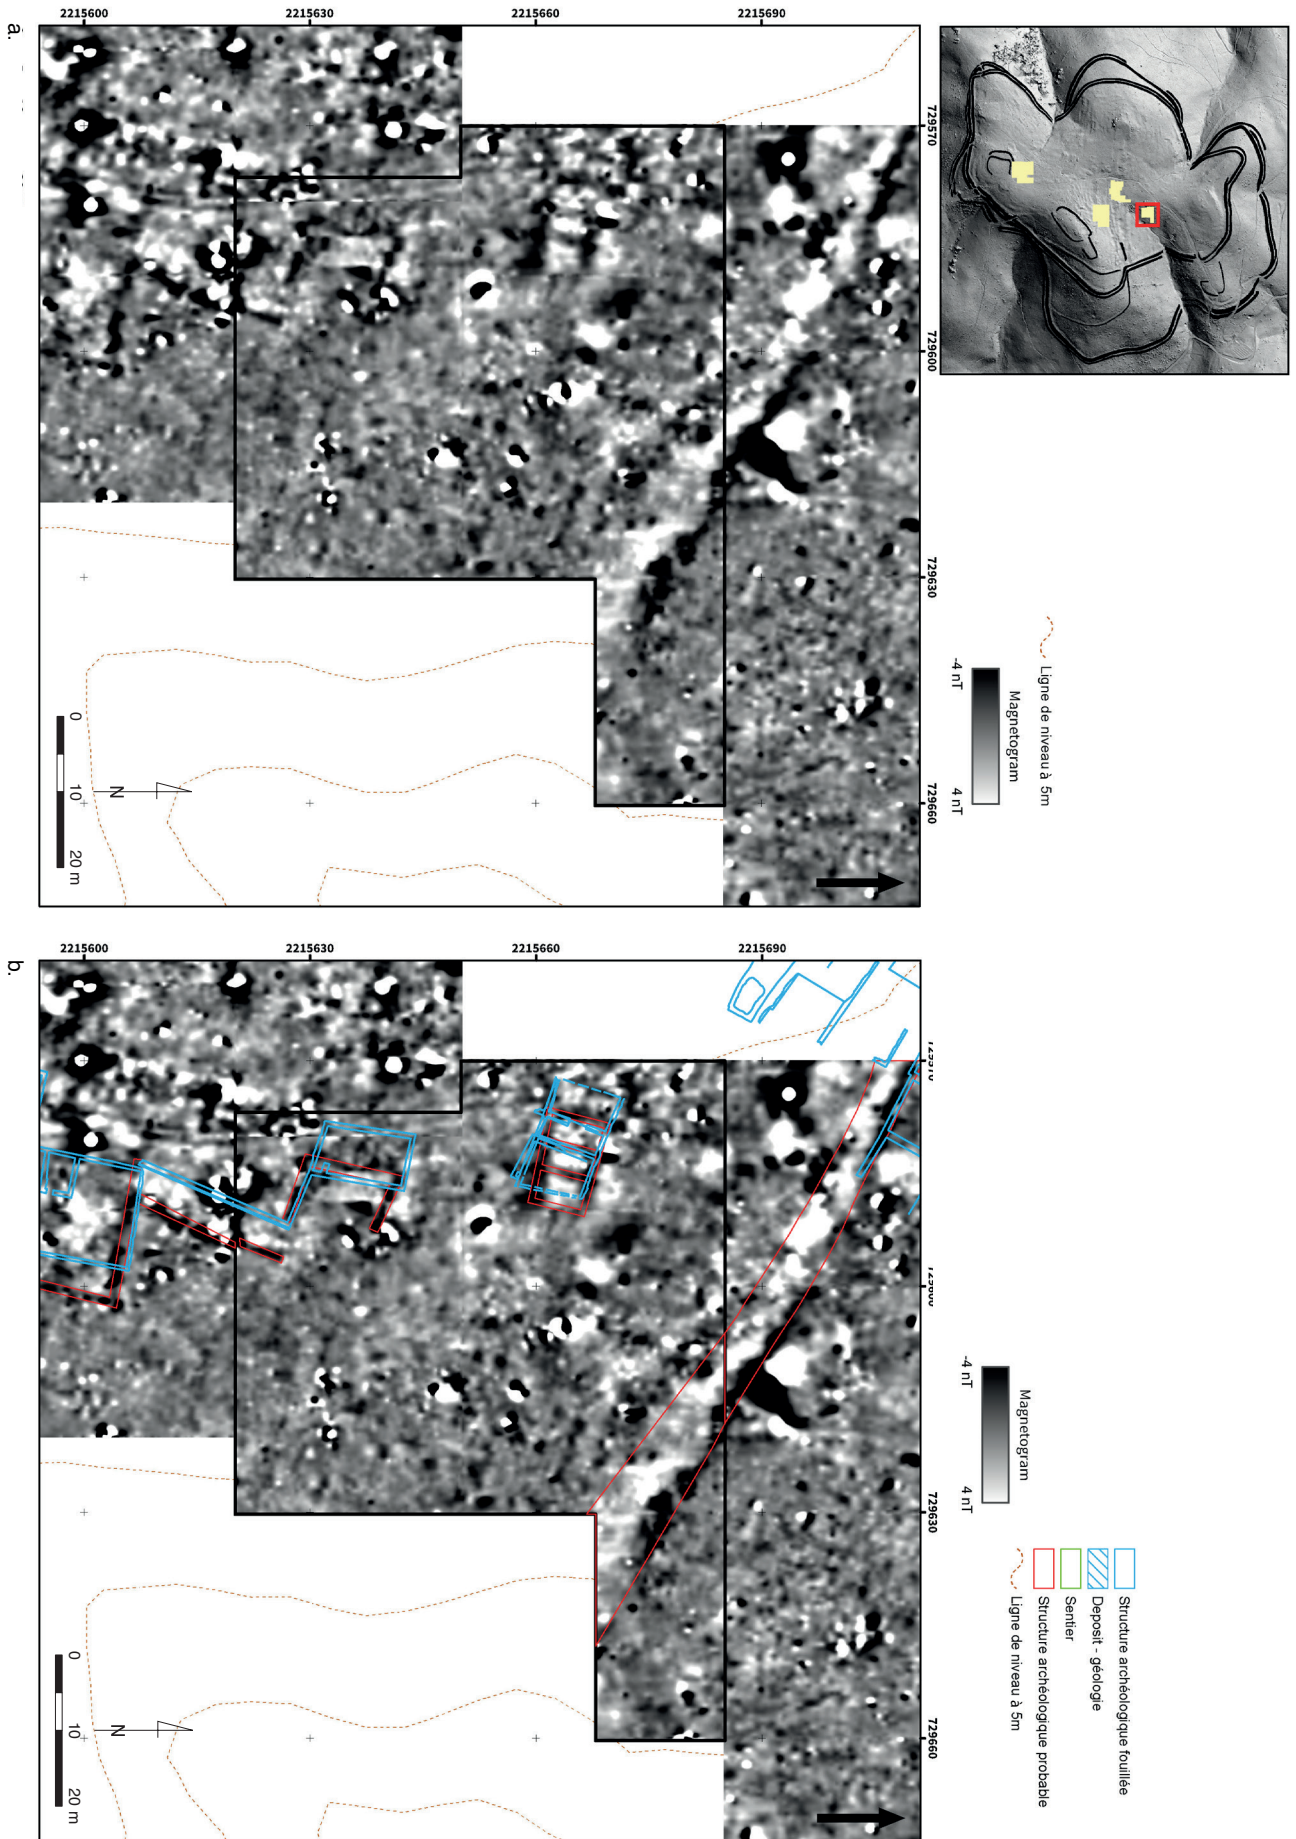 a.
2215600
2215630
2215660
2215690
729570
729600
729630
729660
Ligne de niveau à 5m
Magnetogram
-4 nT
4 nT
N
0
10
20 m
b.
2215600
2215630
2215660
2215690
729630
729660
Magnetogram
-4 nT
4 nT
Structure archéologique fouillée
Deposit - géologie
Sentier
Structure archéologique probable
Ligne de niveau à 5m
N
0
10
20 m